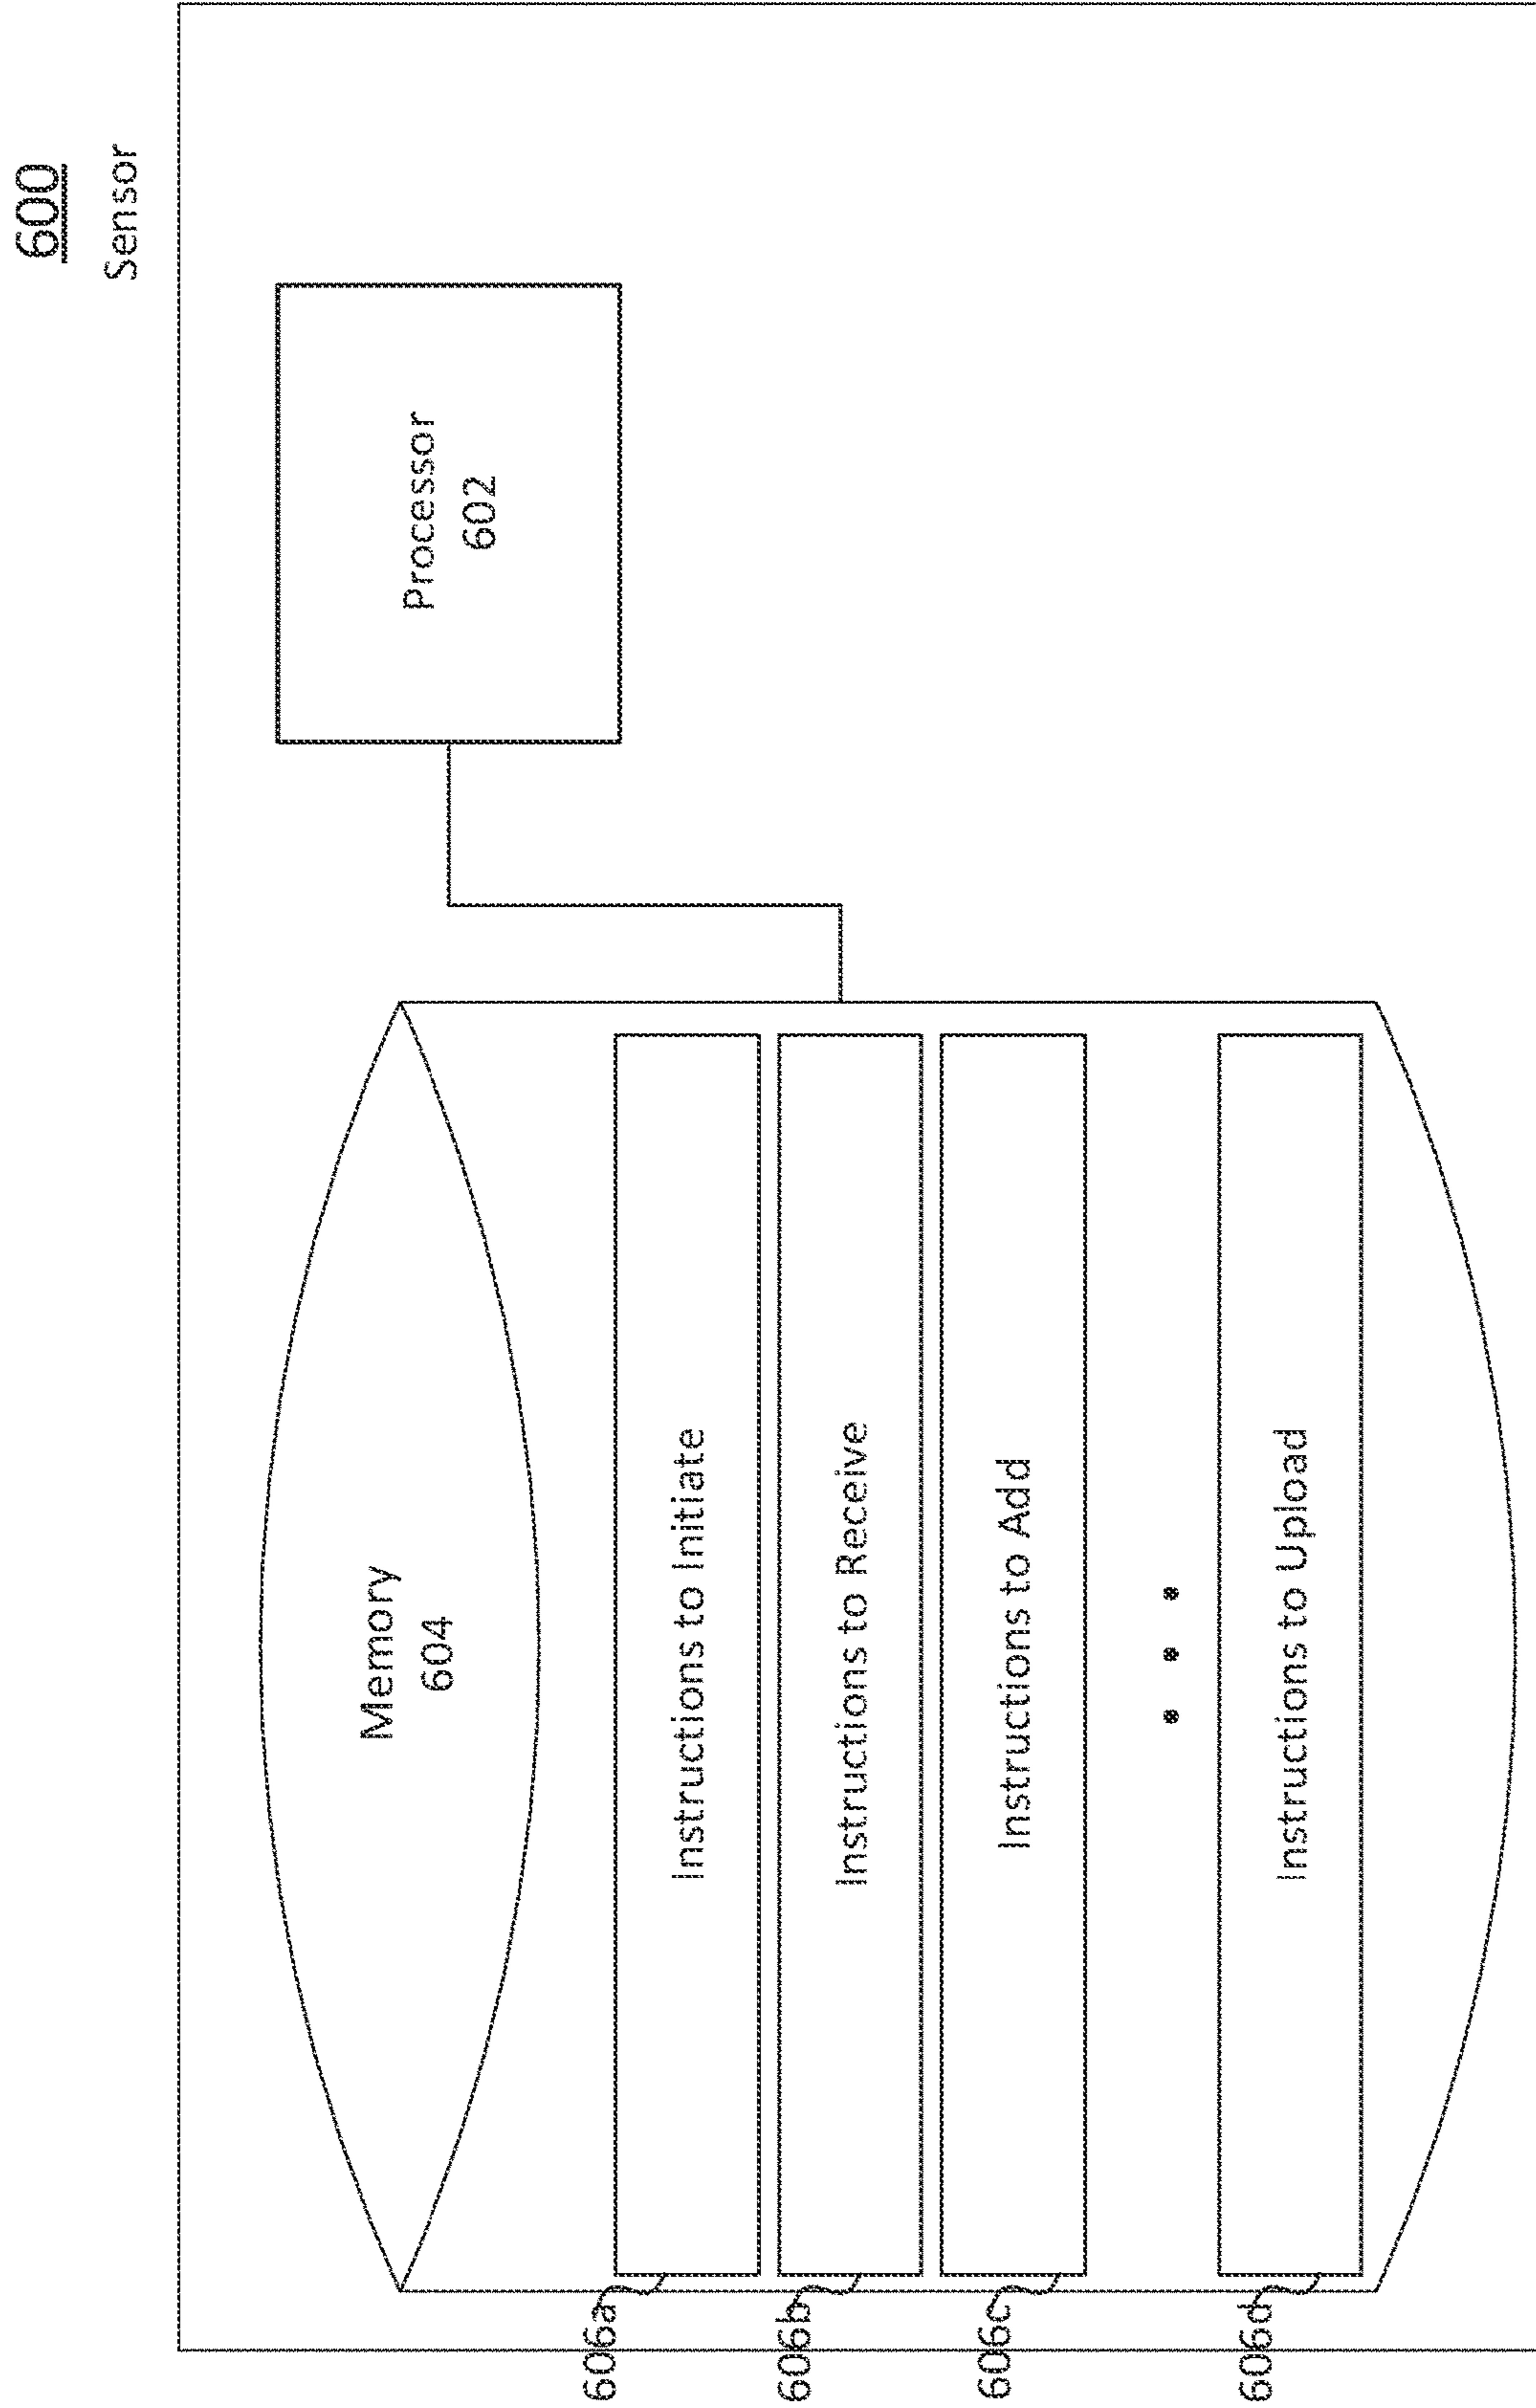 600
Sensor
Processor
602
Memory
604
606a
Instructions to Initiate
606b
Instructions to Receive
606c
Instructions to Add
606d
Instructions to Upload